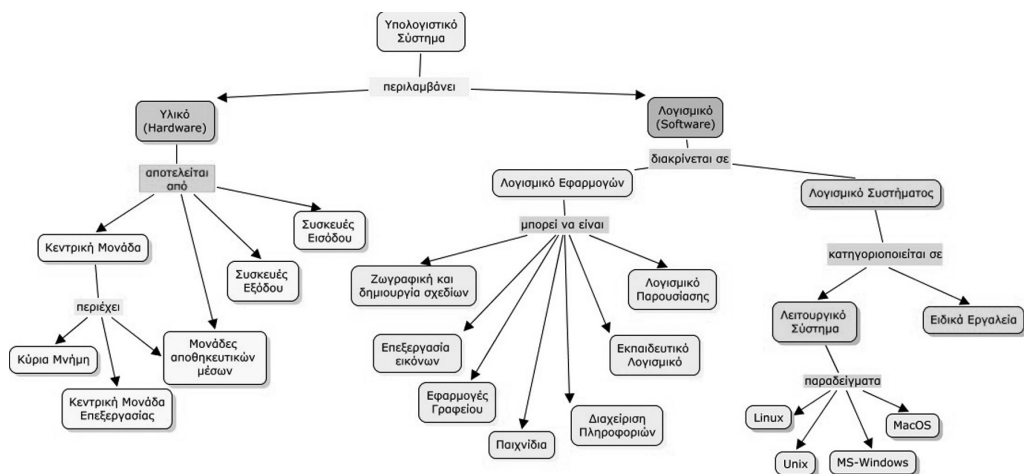 Υπολογιστικό
Σύστημα
περιλαμβάνει
Υλικό
(Hardware)
Λογισμικό
(Software)
αποτελείται
από
διακρίνεται σε
Λογισμικό Εφαρμογών
Λογισμικό Συστήματος
Κεντρική Μονάδα
Συσκευές
Εξόδου
Συσκευές
Εισόδου
μπορεί να είναι
κατηγοριοποιείται σε
περιέχει
Ζωγραφική και
δημιουργία σχεδίων
Λογισμικό
Παρουσίασης
Λειτουργικό
Σύστημα
Ειδικά Εργαλεία
Κύρια Μνήμη
Μονάδες
αποθηκευτικών
μέσων
Επεξεργασία
εικόνων
Εκπαιδευτικό
Λογισμικό
Κεντρική Μονάδα
Επεξεργασίας
Εφαρμογές
Γραφείου
Παιχνίδια
Διαχείριση
Πληροφοριών
παραδείγματα
Linux
Unix
MS-Windows
MacOS